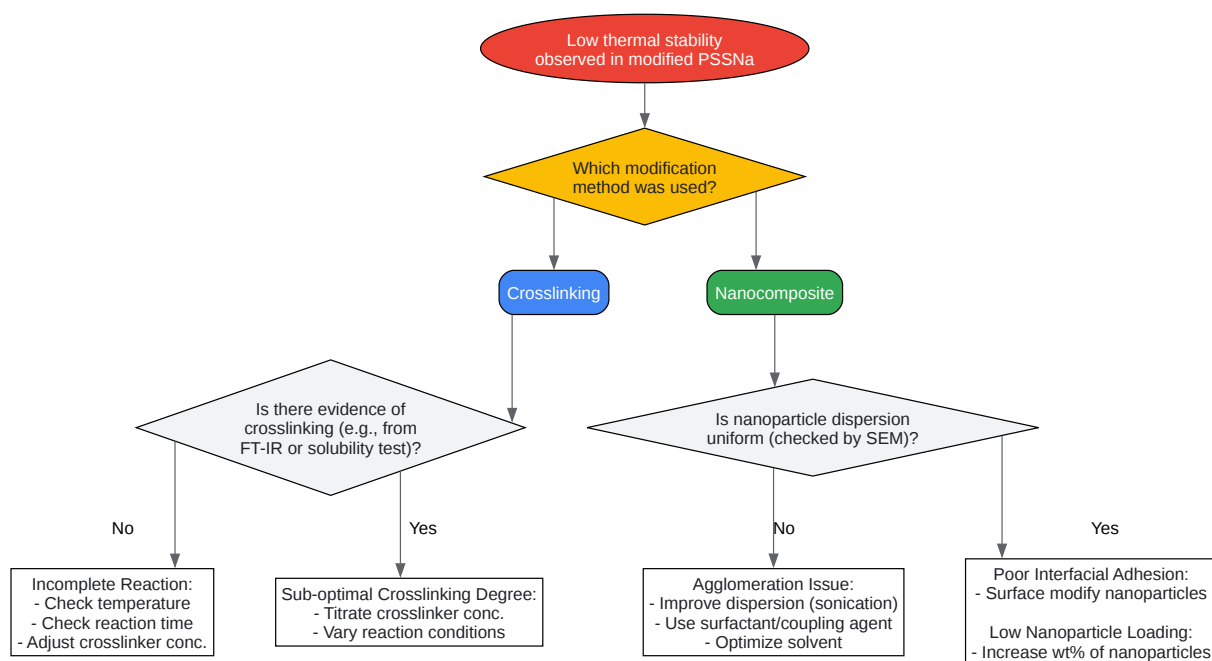 Low thermal stability
observed in modified PSSNa
Which modification
method was used?
Crosslinking
Nanocomposite
Is there evidence of
crosslinking (e.g., from
FT-IR or solubility test)?
Is nanoparticle dispersion
uniform (checked by SEM)?
No
Yes
No
Yes
Incomplete Reaction:
- Check temperature
- Check reaction time
- Adjust crosslinker conc.
Sub-optimal Crosslinking Degree:
- Titrate crosslinker conc.
- Vary reaction conditions
Agglomeration Issue:
- Improve dispersion (sonication)
- Use surfactant/coupling agent
- Optimize solvent
Poor Interfacial Adhesion:
- Surface modify nanoparticles
Low Nanoparticle Loading:
- Increase wt% of nanoparticles